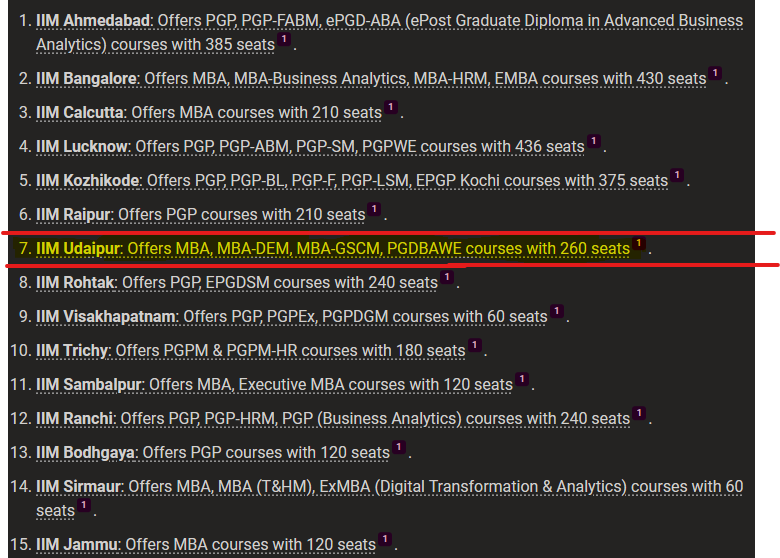 1. IIM Ahmedabad: Offers PGP, PGP-FABM, ePGD-ABA (ePost Graduate Diploma in Advanced Business
Analytics) courses with 385 seats 1 .
2. IIM Bangalore: Offers MBA, MBA-Business Analytics, MBA-HRM, EMBA courses with 430 seats 1 .
3. IIM Calcutta: Offers MBA courses with 210 seats 1 .
4. IIM Lucknow: Offers PGP, PGP-ABM, PGP-SM, PGPWE courses with 436 seats 1 .
5. IIM Kozhikode: Offers PGP, PGP-BL, PGP-F, PGP-LSM, EPGP Kochi courses with 375 seats 1 .
6. IIM Raipur: Offers PGP courses with 210 seats 1 .
7. IIM Udaipur: Offers MBA, MBA-DEM, MBA-GSCM, PGDBAWE courses with 260 seats 1 .
8. IIM Rohtak: Offers PGP, EPGDSM courses with 240 seats 1 .
9. IIM Visakhapatnam: Offers PGP, PGPEx, PGPDGM courses with 60 seats 1 .
10. IIM Trichy: Offers PGPM & PGPM-HR courses with 180 seats 1 .
11. IIM Sambalpur: Offers MBA, Executive MBA courses with 120 seats 1 .
12. IIM Ranchi: Offers PGP, PGP-HRM, PGP (Business Analytics) courses with 240 seats 1 .
13. IIM Bodhgaya: Offers PGP courses with 120 seats 1 .
14. IIM Sirmaur: Offers MBA, MBA (T&HM), ExMBA (Digital Transformation & Analytics) courses with 60
seats 1 .
15. IIM Jammu: Offers MBA courses with 120 seats 1 .